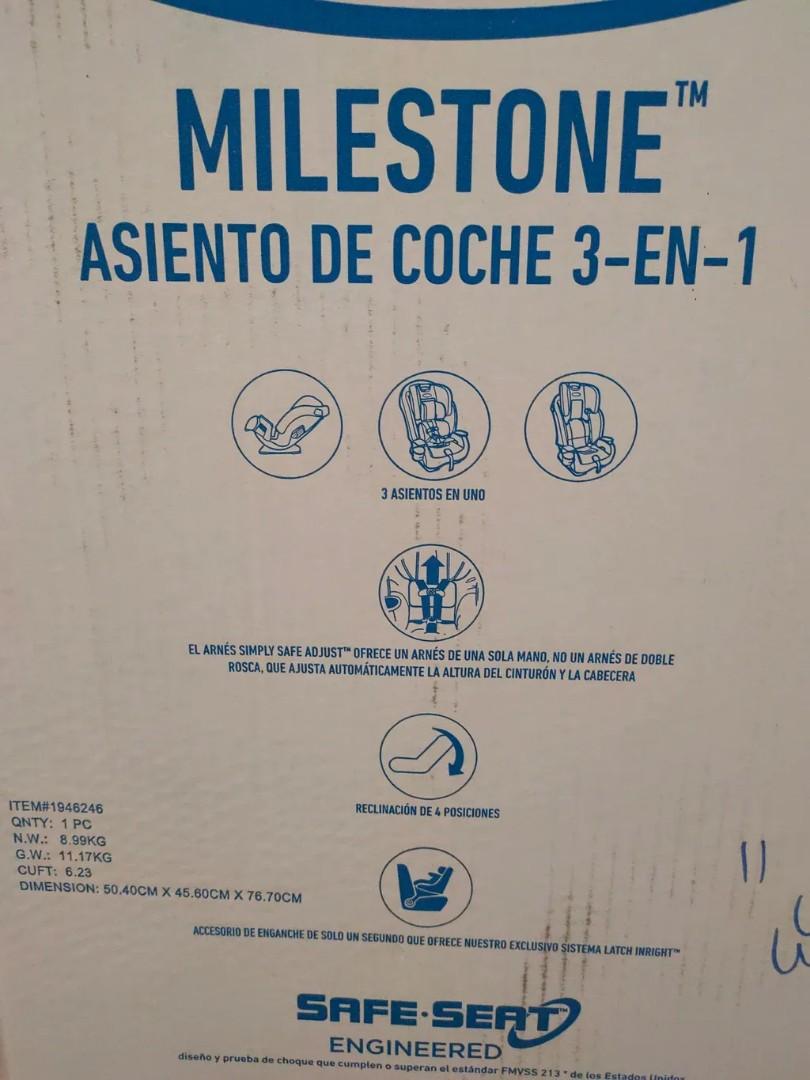 MILESTONE™
ASIENTO DE COCHE 3-EN-1
3 ASIENTOS EN UNO
EL ARNÉS SIMPLY SAFE ADJUST™ OFRECE UN ARNÉS DE UNA SOLA MANO, NO UN ARNÉS DE DOBLE
ROSCA, QUE AJUSTA AUTOMÁTICAMENTE LA ALTURA DEL CINTURÓN Y LA CABECERA
RECLINACIÓN DE 4 POSICIONES
ITEM#1946246
QNTY: 1 PC
N.W.: 8.99KG
G.W.: 11.17KG
CUFT: 6.23
DIMENSION: 50.40CM X 45.60CM X 76.70CM
ACCESORIO DE ENGANCHE DE SOLO UN SEGUNDO QUE OFRECE NUESTRO EXCLUSIVO SISTEMA LATCH INRIGHT™
SAFE·SEAT™
ENGINEERED
diseño y prueba de choque que cumplen o superan el estándar FMVSS 213 * de los Estados Unidos